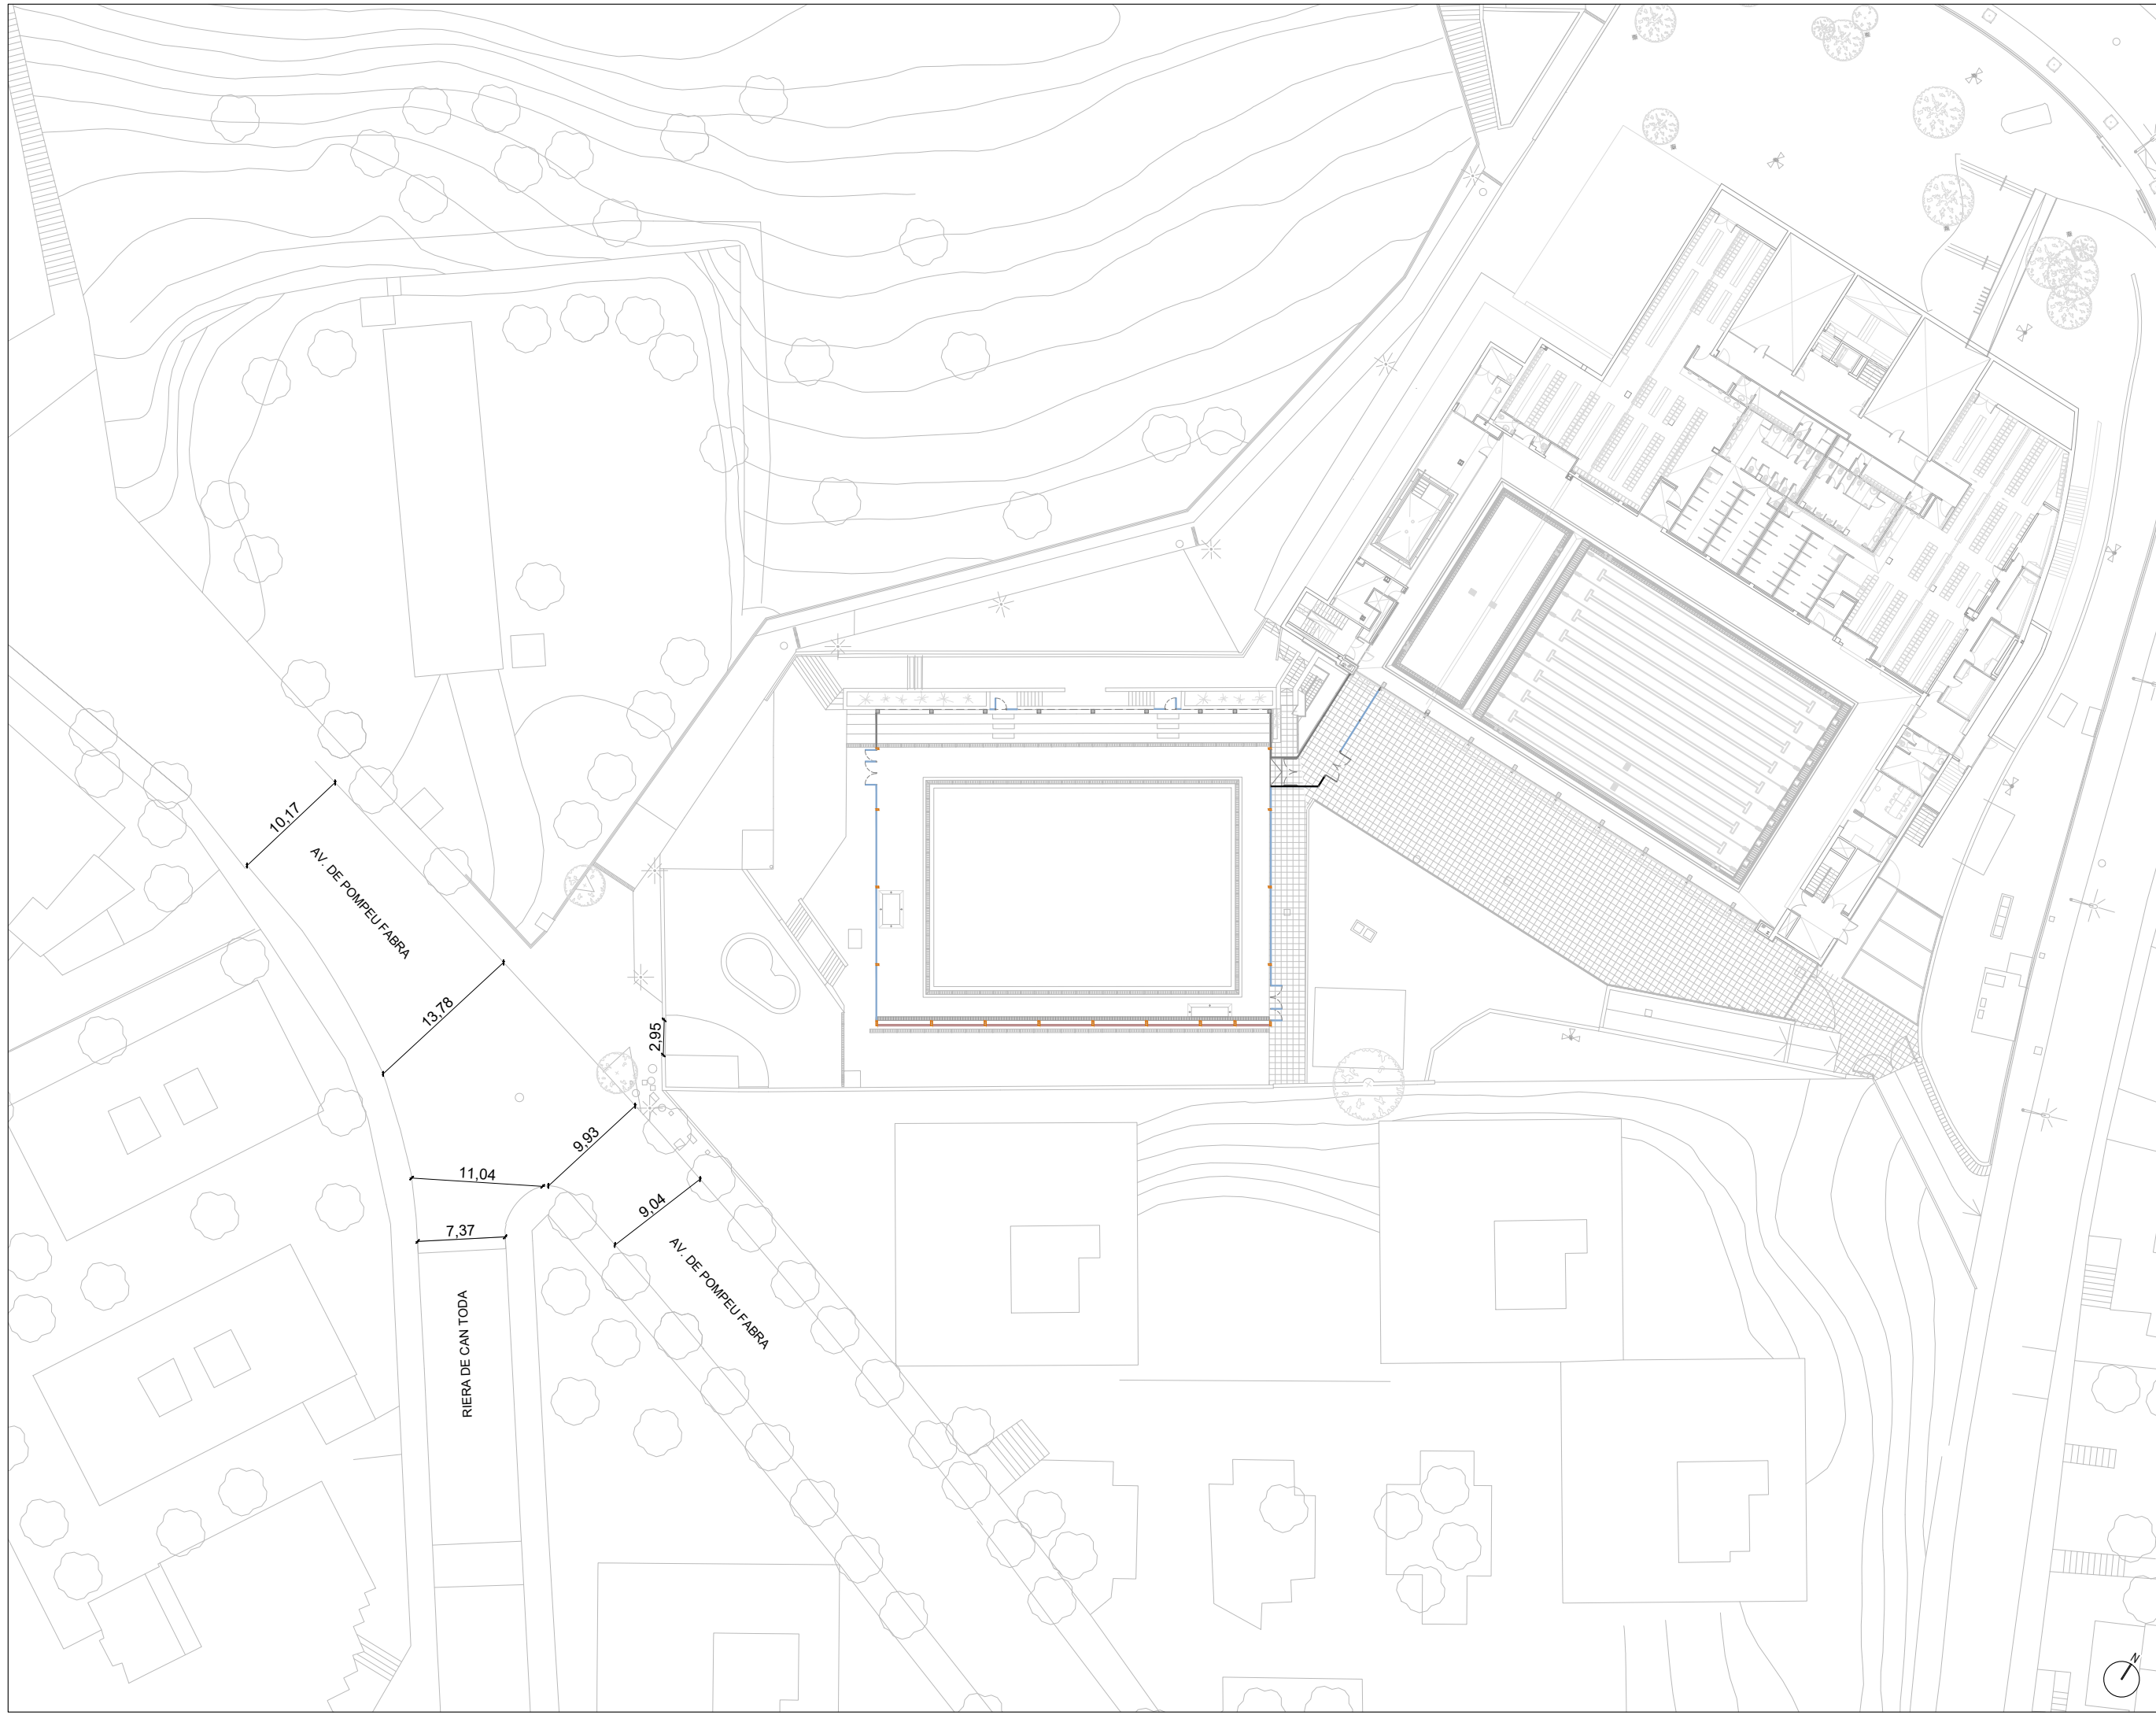 10,17
AV. DE POMPEU FABRA
13,78
2,95
9,93
11,04
9,04
7,37
AV. DE POMPEU FABRA
RIERA DE CAN TODA
N